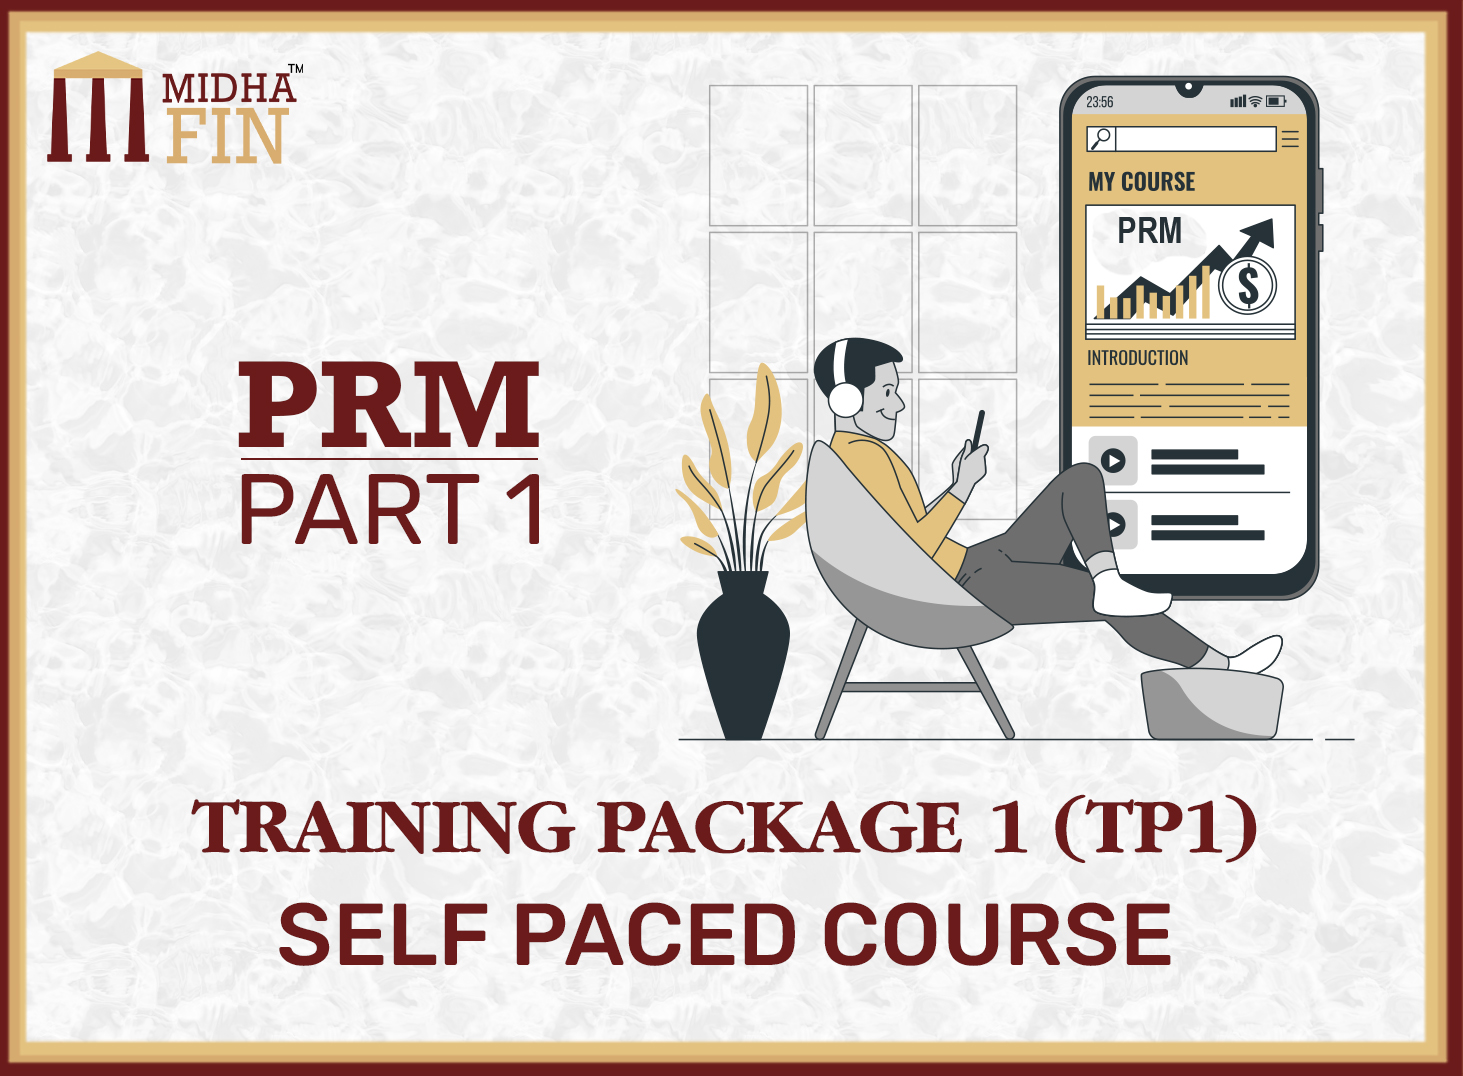 MIDHA™
FIN
23:56
MY COURSE
PRM
$
INTRODUCTION
PRM
PART 1
TRAINING PACKAGE 1 (TP1)
SELF PACED COURSE